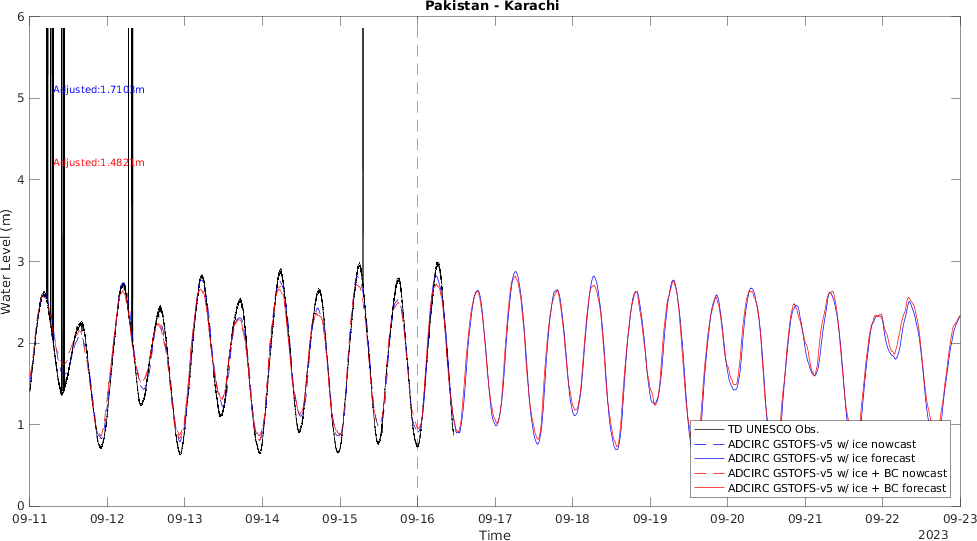 Pakistan - Karachi
6
5
4
3
2
1
0
Water Level (m)
Adjusted:1.7103m
Adjusted:1.4821m
TD UNESCO Obs.
ADCIRC GSTOFS-v5 w/ ice nowcast
ADCIRC GSTOFS-v5 w/ ice forecast
ADCIRC GSTOFS-v5 w/ ice + BC nowcast
ADCIRC GSTOFS-v5 w/ ice + BC forecast
09-11 09-12 09-13 09-14 09-15 09-16 09-17 09-18 09-19 09-20 09-21 09-22 09-23
Time
2023